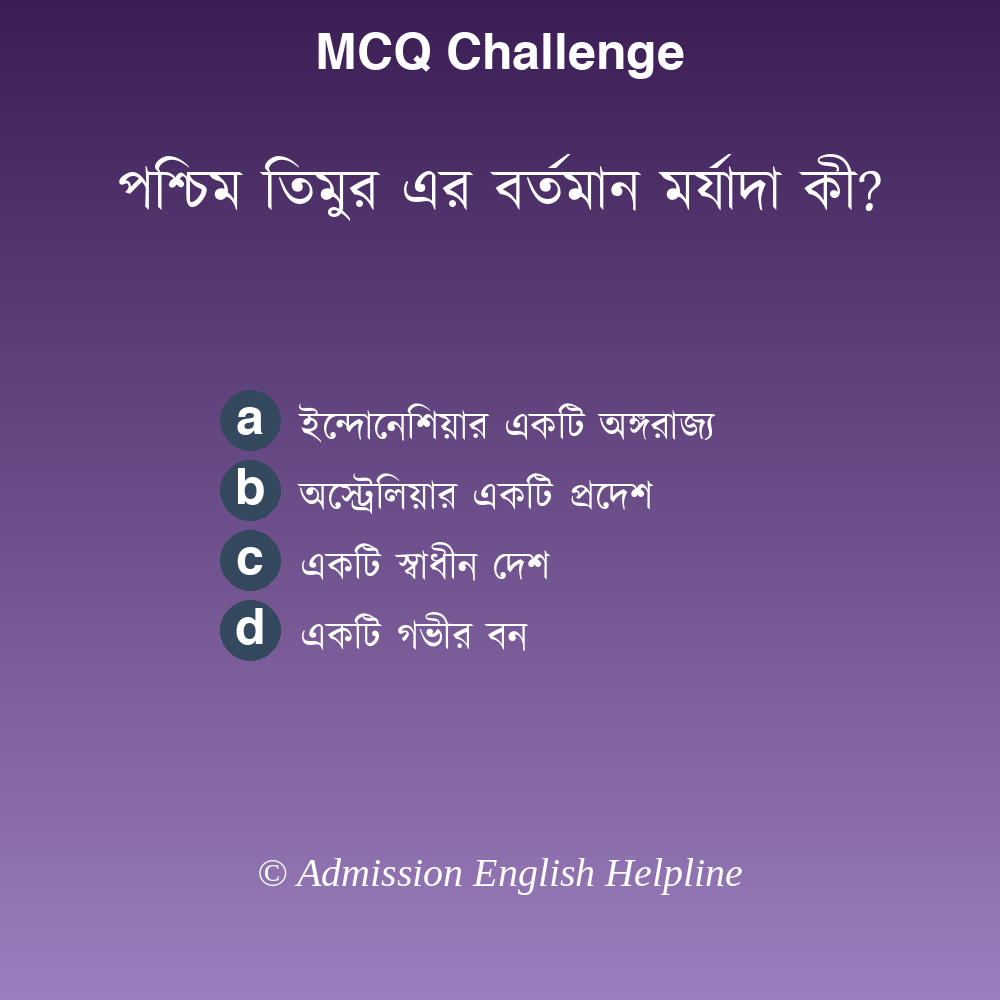 MCQ Challenge
পশ্চিম তিমুর এর বর্তমান মর্যাদা কী?
a ইন্দোনেশিয়ার একটি অঙ্গরাজ্য
b অস্ট্রেলিয়ার একটি প্রদেশ
c একটি স্বাধীন দেশ
d একটি গভীর বন
© Admission English Helpline